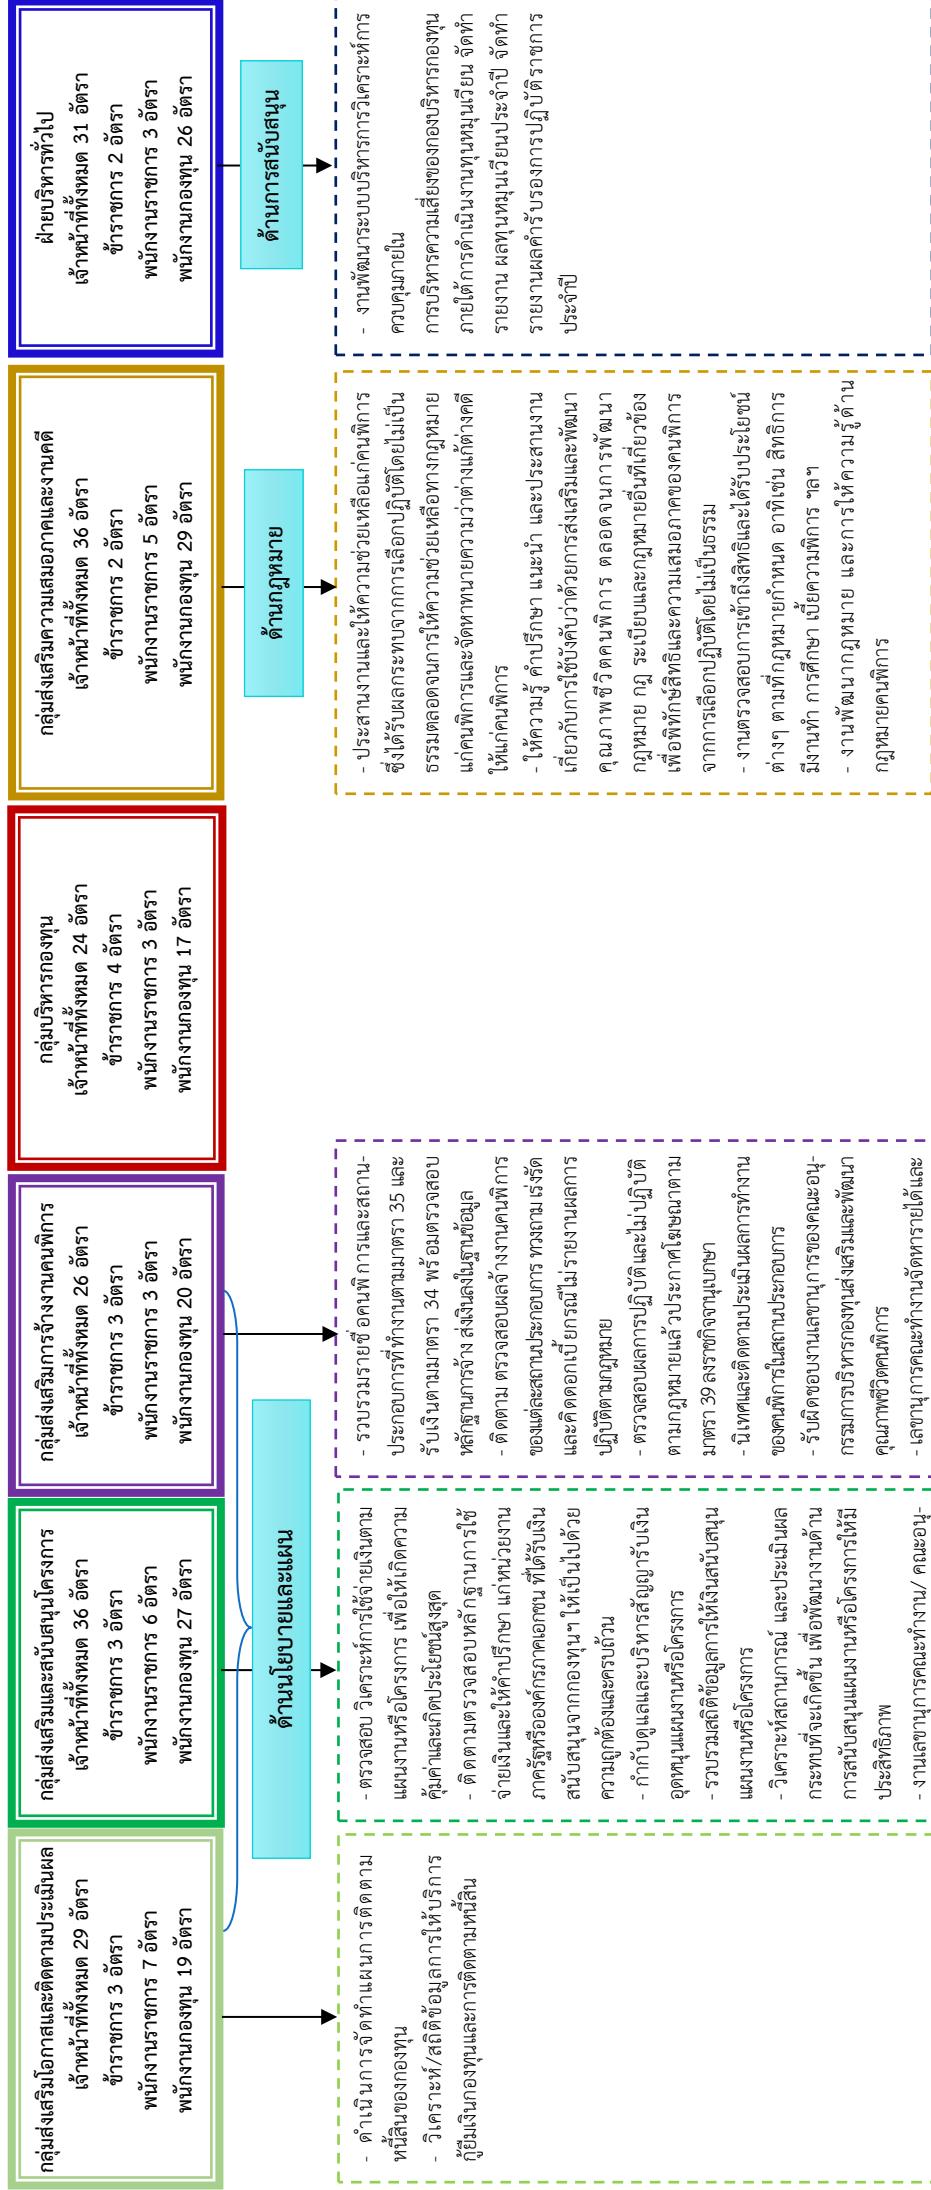 กลุ่มส่งเสริมโอกาสและติดตามประเมินผล
เจ้าหน้าที่ทั้งหมด 29 อัตรา
ข้าราชการ 3 อัตรา
พนักงานราชการ 7 อัตรา
พนักงานกองทุน 19 อัตรา
กลุ่มส่งเสริมและสนับสนุนโครงการ
เจ้าหน้าที่ทั้งหมด 36 อัตรา
ข้าราชการ 3 อัตรา
พนักงานราชการ 6 อัตรา
พนักงานกองทุน 27 อัตรา
กลุ่มส่งเสริมการจ้างงานคนพิการ
เจ้าหน้าที่ทั้งหมด 26 อัตรา
ข้าราชการ 3 อัตรา
พนักงานราชการ 3 อัตรา
พนักงานกองทุน 20 อัตรา
กลุ่มบริหารกองทุน
เจ้าหน้าที่ทั้งหมด 24 อัตรา
ข้าราชการ 4 อัตรา
พนักงานราชการ 3 อัตรา
พนักงานกองทุน 17 อัตรา
กลุ่มส่งเสริมความเสมอภาคและงานคดี
เจ้าหน้าที่ทั้งหมด 36 อัตรา
ข้าราชการ 2 อัตรา
พนักงานราชการ 5 อัตรา
พนักงานกองทุน 29 อัตรา
ฝ่ายบริหารทั่วไป
เจ้าหน้าที่ทั้งหมด 31 อัตรา
ข้าราชการ 2 อัตรา
พนักงานราชการ 3 อัตรา
พนักงานกองทุน 26 อัตรา
ด้านนโยบายและแผน
ด้านกฎหมาย
ด้านการสนับสนุน
- ดำเนินการจัดทำแผนการติดตาม
หนี้สินของกองทุน
- วิเคราะห์/สถิติข้อมูลการให้บริการ
กู้ยืมเงินกองทุนและการติดตามหนี้สิน
- ตรวจสอบ วิเคราะห์การใช้จ่ายเงินตาม
แผนงานหรือโครงการ เพื่อให้เกิดความ
คุ้มค่าและเกิดประโยชน์สูงสุด
- ติดตามตรวจสอบหลักฐานการใช้
จ่ายเงินและให้คำปรึกษา แก่หน่วยงาน
ภาครัฐหรือองค์กรภาคเอกชน ที่ได้รับเงิน
สนับสนุนจากกองทุนฯ ให้เป็นไปด้วย
ความถูกต้องและครบถ้วน
- กำกับดูและและบริหารสัญญารับเงิน
อุดหนุนแผนงานหรือโครงการ
- รวบรวมสถิติข้อมูลการให้เงินสนับสนุน
แผนงานหรือโครงการ
- วิเคราะห์สถานการณ์ และประเมินผล
กระทบที่จะเกิดขึ้น เพื่อพัฒนางานด้าน
การสนับสนุนแผนงานหรือโครงการให้มี
ประสิทธิภาพ
- งานเลขานุการคณะทำงาน/ คณะอนุ-
- รวบรวมรายชื่อคนพิการและสถาน-
ประกอบการที่ทำงานตามมาตรา 35 และ
รับเงินตามมาตรา 34 พร้อมตรวจสอบ
หลักฐานการจ้าง ส่งเงินลงในฐานข้อมูล
- ติดตาม ตรวจสอบผลจ้างงานคนพิการ
ของแต่ละสถานประกอบการ ทวงถาม เร่งรัด
และคิดดอกเบี้ยกรณีไม่รายงานผลการ
ปฏิบัติตามกฎหมาย
- ตรวจสอบผลการปฏิบัติและไม่ปฏิบัติ
ตามกฎหมายแล้วประกาศโฆษณาตาม
มาตรา 39 ลงราชกิจจานุเบกษา
- นิเทศและติดตามประเมินผลการทำงาน
ของคนพิการในสถานประกอบการ
- รับผิดชอบงานเลขานุการของคณะอนุ-
กรรมการบริหารกองทุนส่งเสริมและพัฒนา
คุณภาพชีวิตคนพิการ
- เลขานุการคณะทำงานจัดหารายได้และ
- ประสานงานและให้ความช่วยเหลือแก่คนพิการ
ซึ่งได้รับผลกระทบจากการเลือกปฏิบัติโดยไม่เป็น
ธรรมตลอดจนการให้ความช่วยเหลือทางกฎหมาย
แก่คนพิการและจัดหาทนายความว่าต่างแก้ต่างคดี
ให้แก่คนพิการ
- ให้ความรู้ คำปรึกษา แนะนำ และประสานงาน
เกี่ยวกับการใช้บังคับว่าด้วยการส่งเสริมและพัฒนา
คุณภาพชีวิตคนพิการ ตลอดจนการพัฒนา
กฎหมาย กฎ ระเบียบและกฎหมายอื่นที่เกี่ยวข้อง
เพื่อพิทักษ์สิทธิและความเสมอภาคของคนพิการ
จากการเลือกปฏิบัติโดยไม่เป็นธรรม
- งานตรวจสอบการเข้าถึงสิทธิและได้รับประโยชน์
ต่างๆ ตามที่กฎหมายกำหนด อาทิเช่น สิทธิการ
มีงานทำ การศึกษา เบี้ยความพิการ ฯลฯ
- งานพัฒนากฎหมาย และการให้ความรู้ด้าน
กฎหมายคนพิการ
- งานพัฒนาระบบบริหารการวิเคราะห์การ
ควบคุมภายใน
การบริหารความเสี่ยงของกองบริหารกองทุน
ภายใต้การดำเนินงานทุนหมุนเวียน จัดทำ
รายงาน ผลทุนหมุนเวียนประจำปี จัดทำ
รายงานผลคำรับรองการปฏิบัติราชการ
ประจำปี